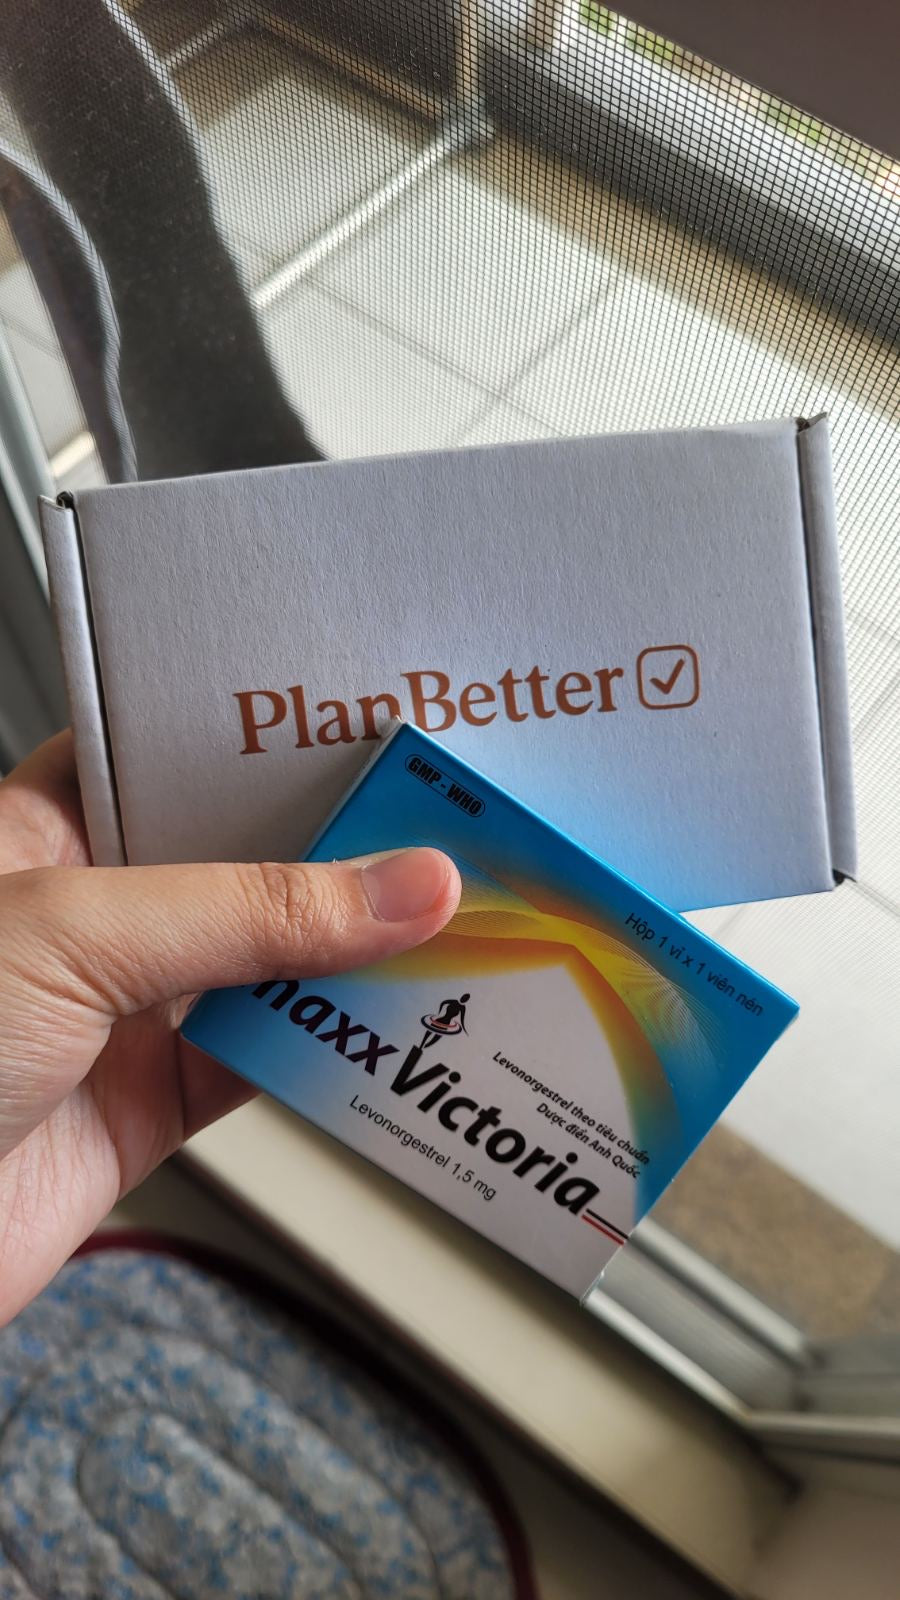 PlanBetter
GMP - WHO
Hộp 1 vỉ x 1 viên nén
Victoria
Levonorgestrel theo tiêu chuẩn
Dược điển Anh Quốc
Levonorgestrel 1,5 mg